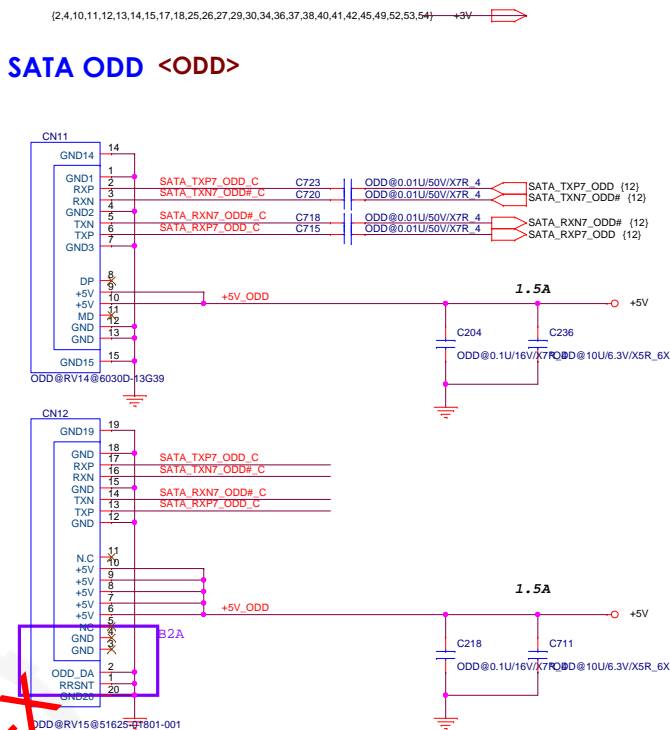 {2,4,10,11,12,13,14,15,17,18,25,26,27,29,30,34,36,37,38,40,41,42,45,49,52,53,54} +3V
SATA ODD <ODD>
CN11
GND14 14
GND1 1
RXP 2 SATA_TXP7_ODD_C C723 ODD@0.01U/50V/X7R_4 SATA_TXP7_ODD {12}
RXN 3 SATA_TXN7_ODD#_C C720 ODD@0.01U/50V/X7R_4 SATA_TXN7_ODD# {12}
GND2 4
TXN 5 SATA_RXN7_ODD#_C C718 ODD@0.01U/50V/X7R_4 SATA_RXN7_ODD# {12}
TXP 6 SATA_RXP7_ODD_C C715 ODD@0.01U/50V/X7R_4 SATA_RXP7_ODD {12}
GND3 7
DP 8
+5V 9
+5V 10 +5V_ODD 1.5A +5V
MD 11
GND 12
GND 13
C204 C236
ODD@0.1U/16V/X7R_4 ODD@10U/6.3V/X5R_6X
GND15 15
ODD@RV14@6030D-13G39
CN12
GND19 19
GND 18
RXP 17 SATA_TXP7_ODD_C
RXN 16 SATA_TXN7_ODD#_C
GND 15
TXN 14 SATA_RXN7_ODD#_C
TXP 13 SATA_RXP7_ODD_C
GND 12
N.C 11
+5V 10
+5V 9
+5V 8
+5V 7
+5V 6 +5V_ODD 1.5A +5V
NC 5
GND 4 B2A
GND 3
C218 C711
ODD@0.1U/16V/X7R_4 ODD@10U/6.3V/X5R_6X
ODD_DA 2
RRSNT 1
GND20 20
ODD@RV15@51625-01801-001